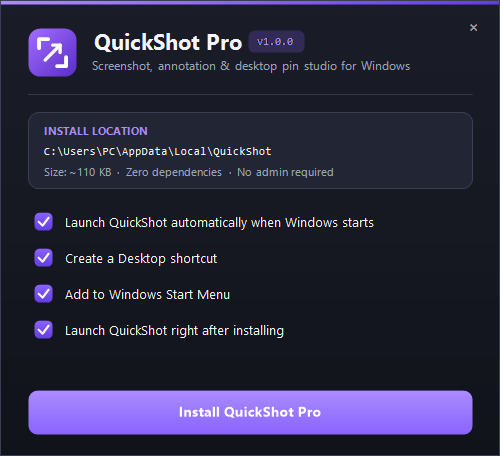 QuickShot Pro v1.0.0
Screenshot, annotation & desktop pin studio for Windows
INSTALL LOCATION
C:\Users\PC\AppData\Local\QuickShot
Size: ~110 KB · Zero dependencies · No admin required
Launch QuickShot automatically when Windows starts
Create a Desktop shortcut
Add to Windows Start Menu
Launch QuickShot right after installing
Install QuickShot Pro